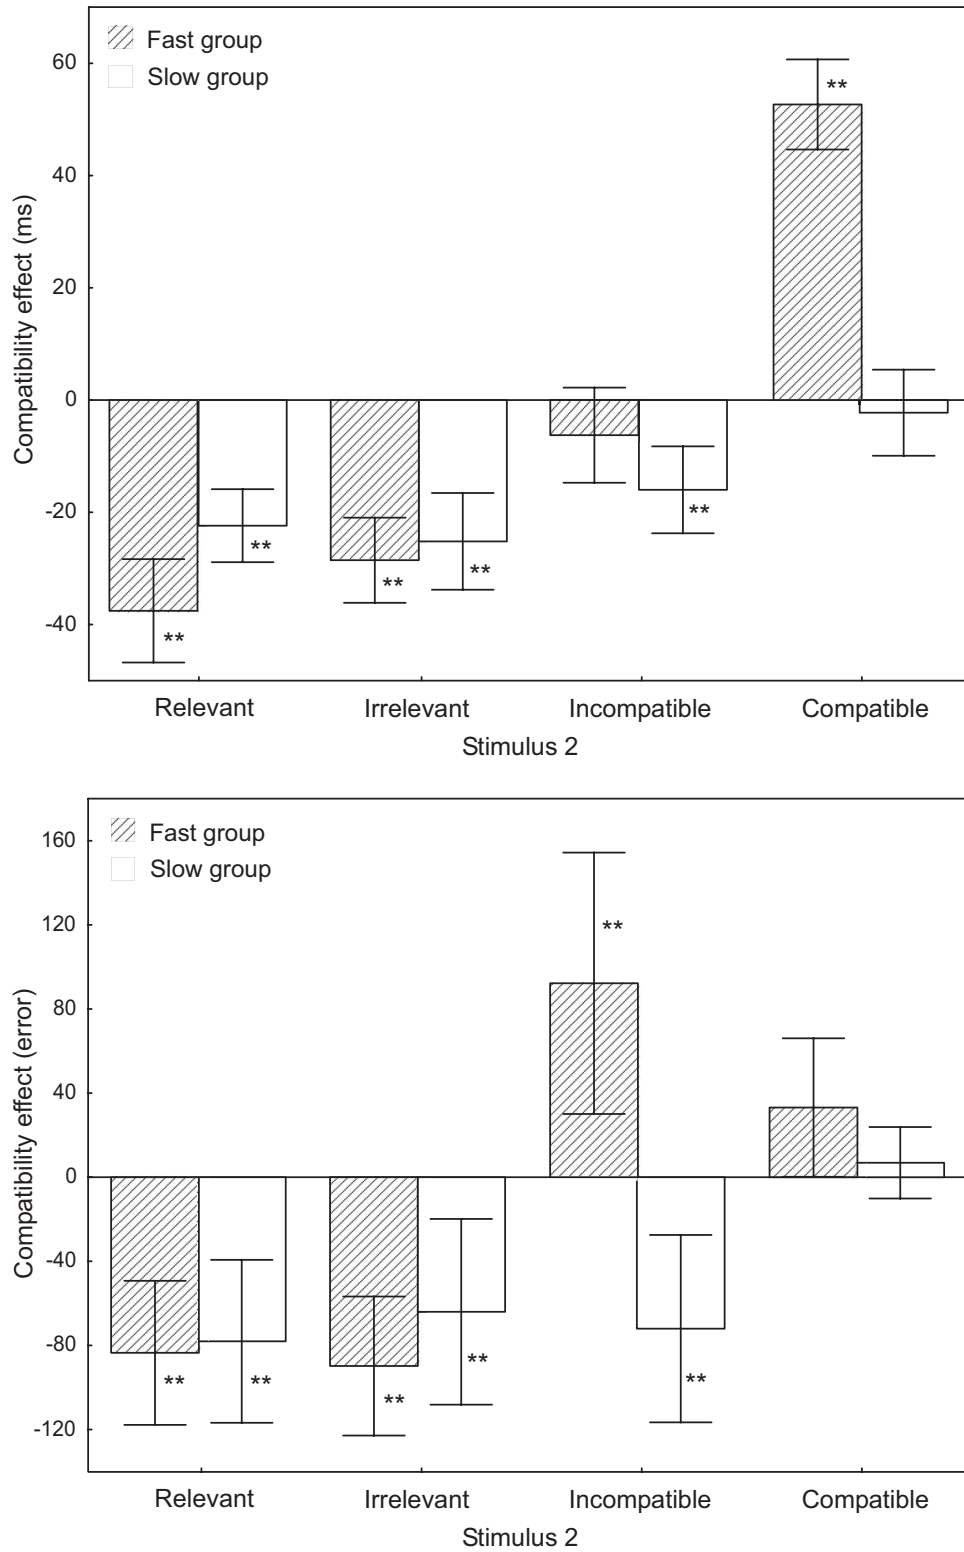 Fast group
Slow group
60
40
20
0
-20
-40
Compatibility effect (ms)
**
**
**
**
**
**
Relevant Irrelevant Incompatible Compatible
Stimulus 2
Fast group
Slow group
160
120
80
40
0
-40
-80
-120
Compatibility effect (error)
**
**
**
**
**
**
Relevant Irrelevant Incompatible Compatible
Stimulus 2